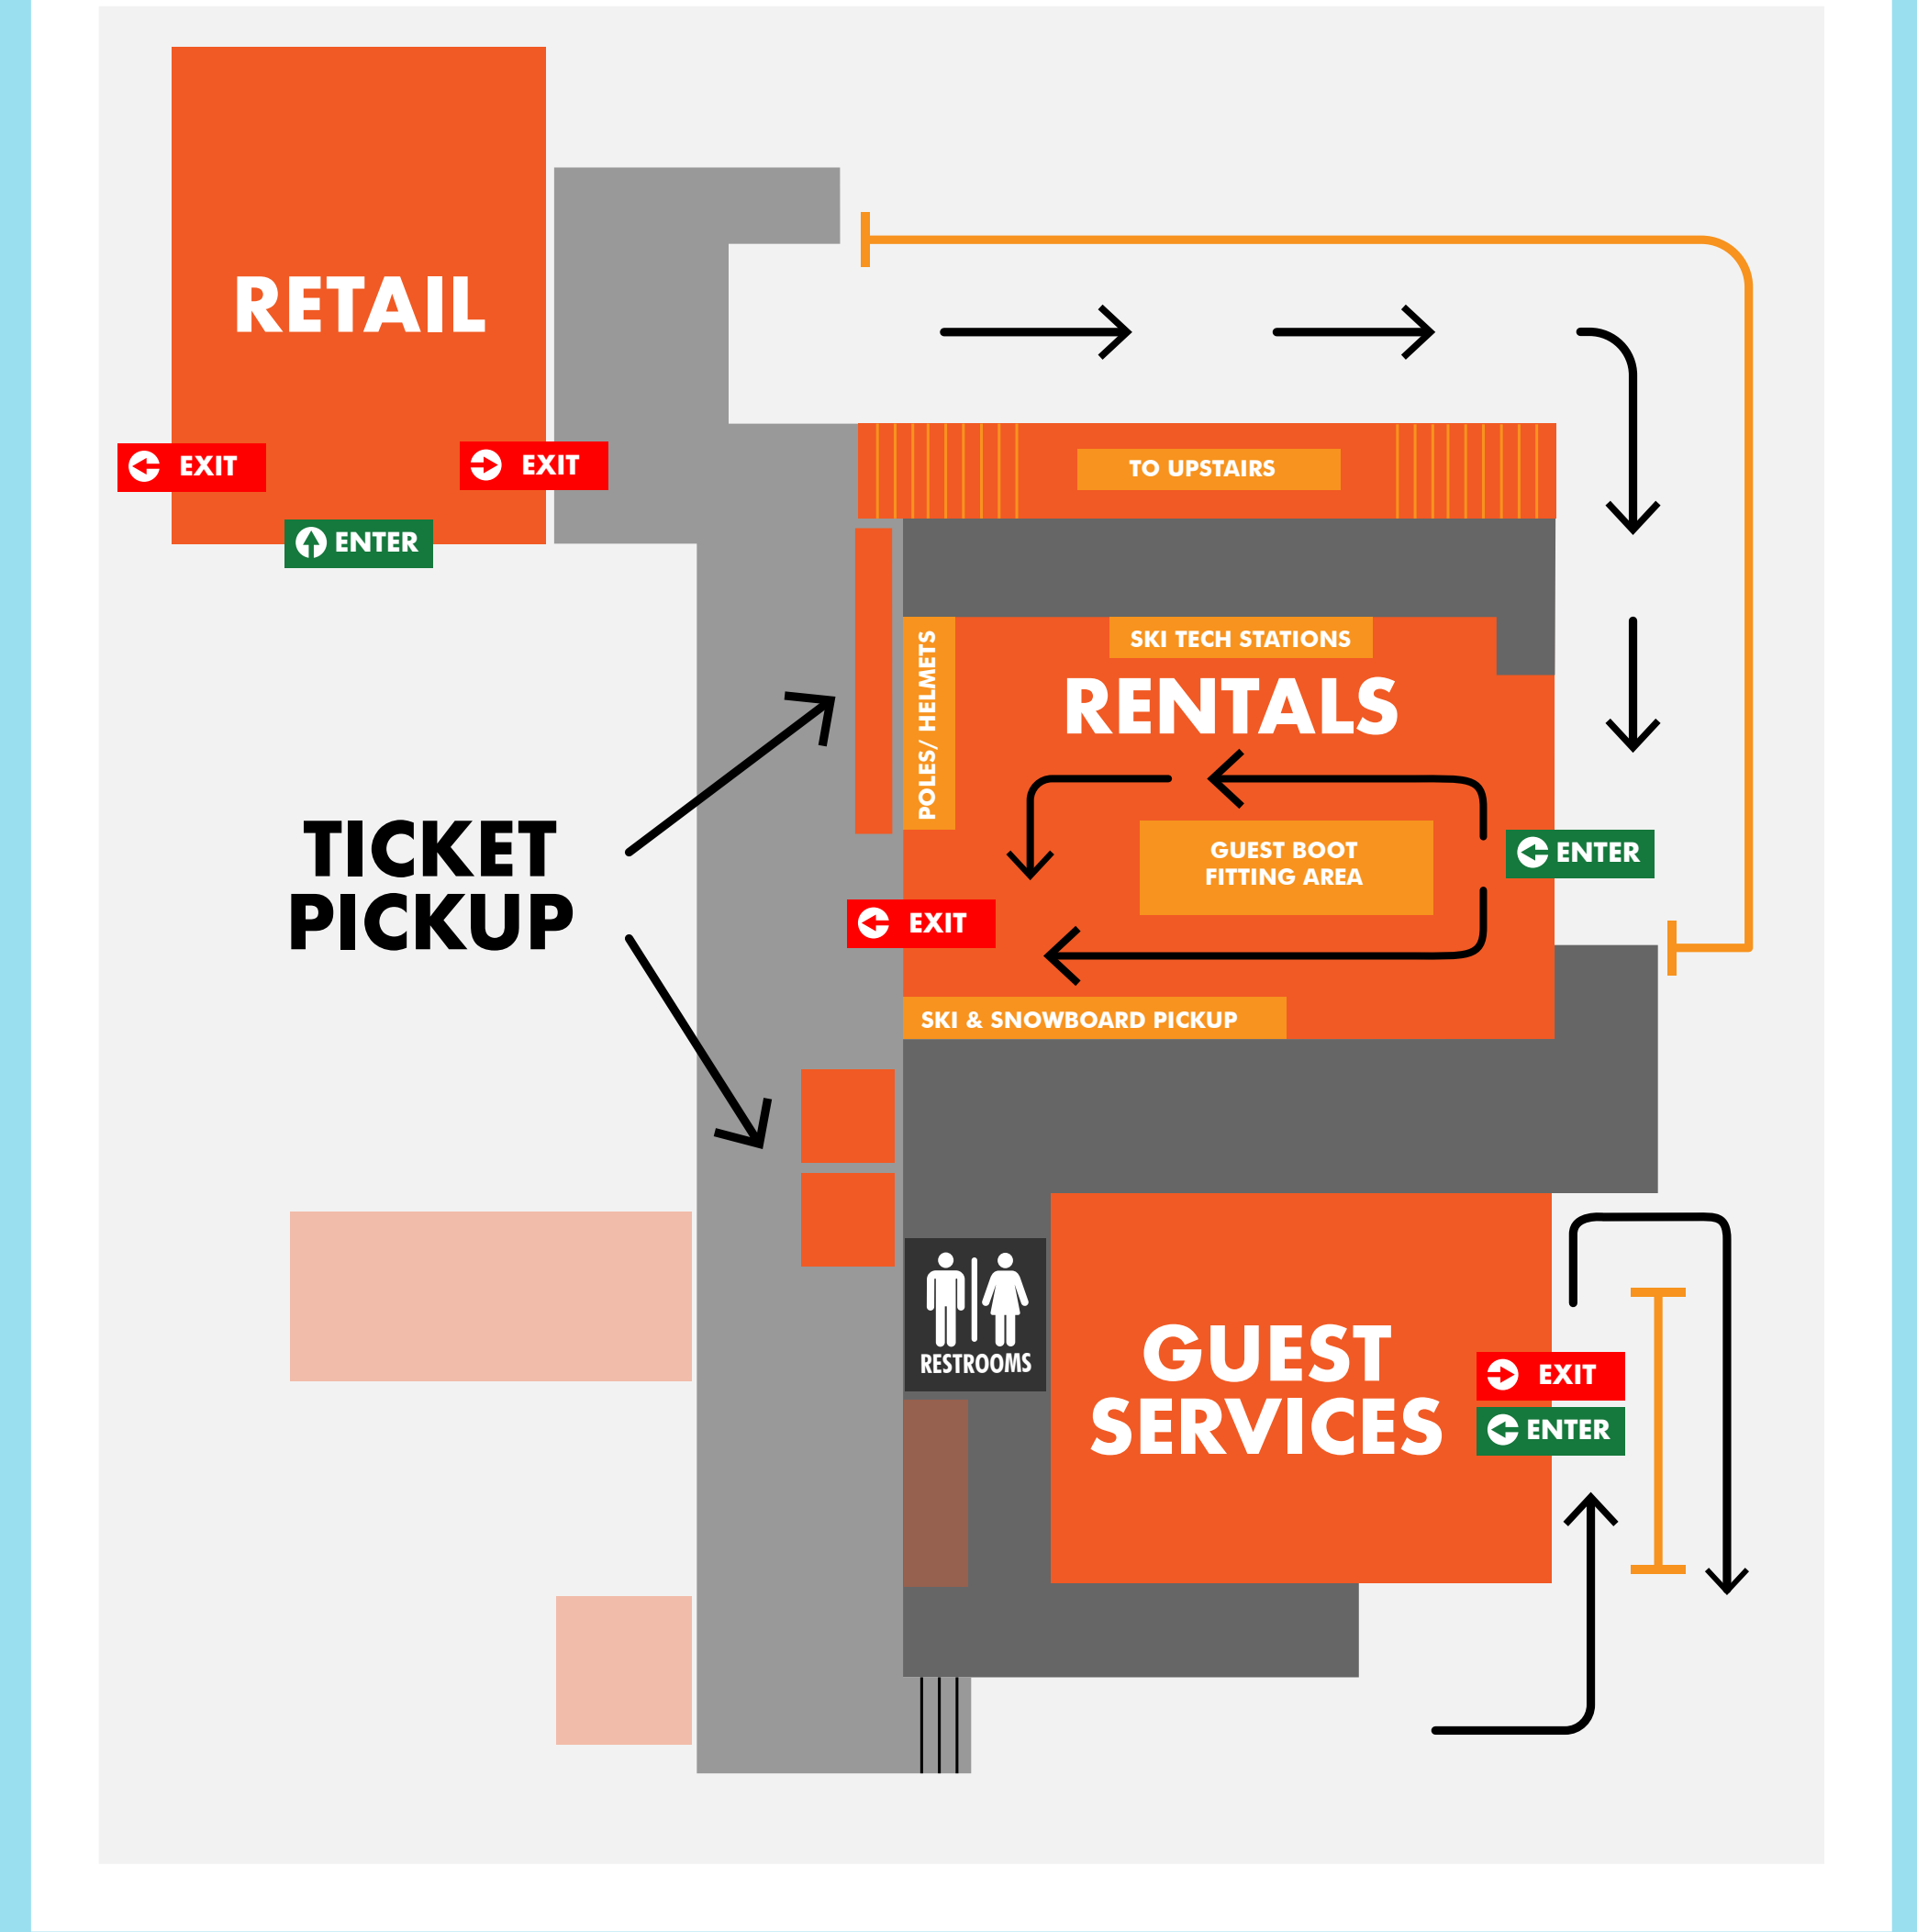 RETAIL
EXIT
EXIT
ENTER
TO UPSTAIRS
SKI TECH STATIONS
POLES/ HELMETS
RENTALS
TICKET
PICKUP
GUEST BOOT
FITTING AREA
ENTER
EXIT
SKI & SNOWBOARD PICKUP
RESTROOMS
GUEST
SERVICES
EXIT
ENTER